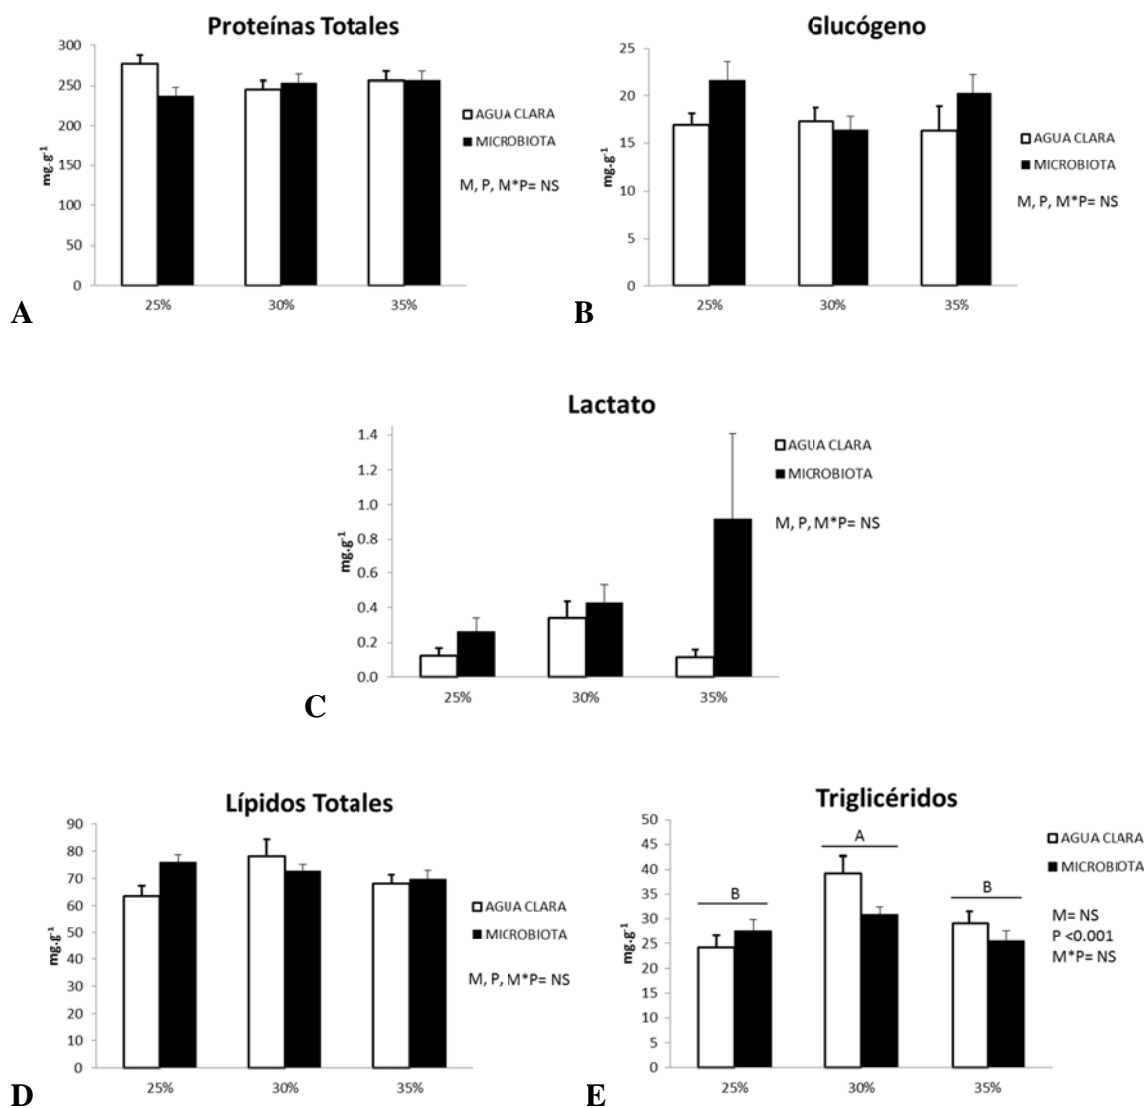 Proteínas Totales
300
250
200
150
100
50
0
mg.g-1
25% 30% 35%
AGUA CLARA
MICROBIOTA
M, P, M*P= NS
A
Glucógeno
25
20
15
10
5
0
mg.g-1
25% 30% 35%
AGUA CLARA
MICROBIOTA
M, P, M*P= NS
B
Lactato
1.4
1.2
1.0
0.8
0.6
0.4
0.2
0.0
mg.g-1
25% 30% 35%
AGUA CLARA
MICROBIOTA
M, P, M*P= NS
C
Lípidos Totales
90
80
70
60
50
40
30
20
10
0
mg.g-1
25% 30% 35%
AGUA CLARA
MICROBIOTA
M, P, M*P= NS
D
Triglicéridos
50
45
40
35
30
25
20
15
10
5
0
mg.g-1
B A B
25% 30% 35%
AGUA CLARA
MICROBIOTA
M= NS
P <0.001
M*P= NS
E